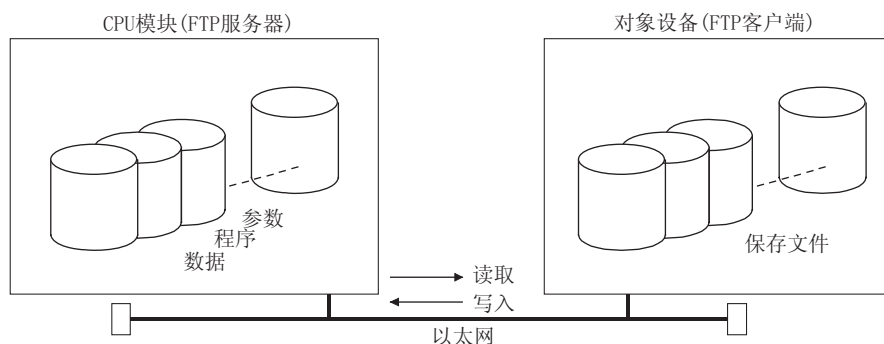 CPU模块(FTP服务器)
对象设备(FTP客户端)
参数
程序
数据
保存文件
读取
写入
以太网